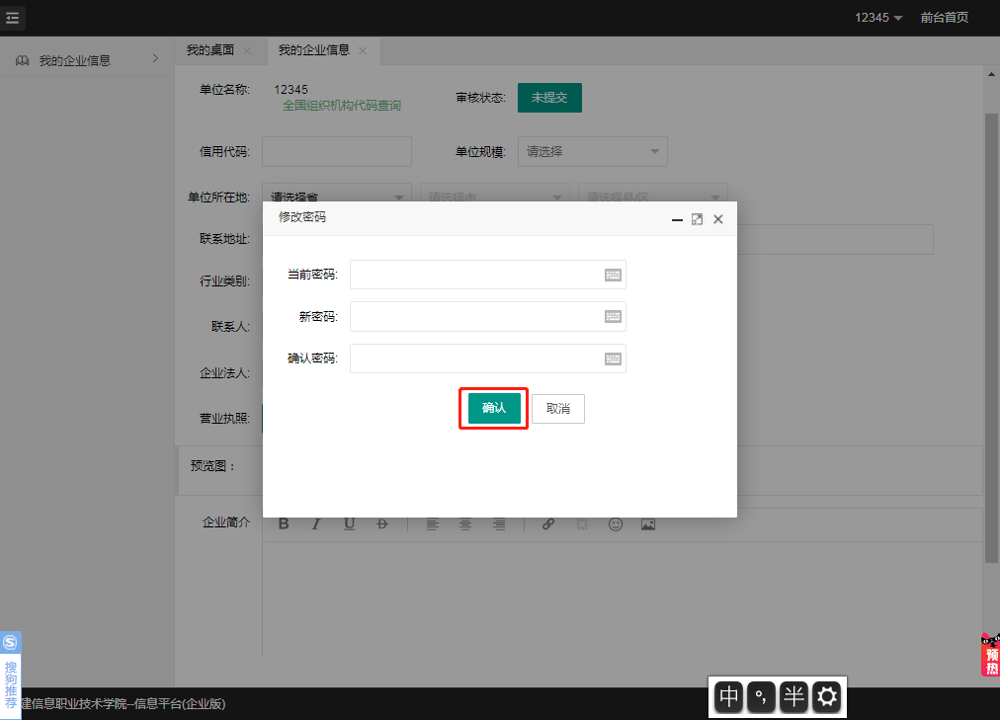 12345 前台首页
我的企业信息
我的桌面 我的企业信息
单位名称: 12345
全国组织机构代码查询
审核状态: 未提交
信用代码:
单位规模: 请选择
单位所在地: 请选择省 请选择市 请选择县/区
联系地址:
行业类别:
联系人:
企业法人:
营业执照:
预览图：
企业简介
B I U
修改密码
当前密码:
新密码:
确认密码:
确认 取消
搜狗推荐
建信息职业技术学院--信息平台(企业版)
中 °, 半
预热